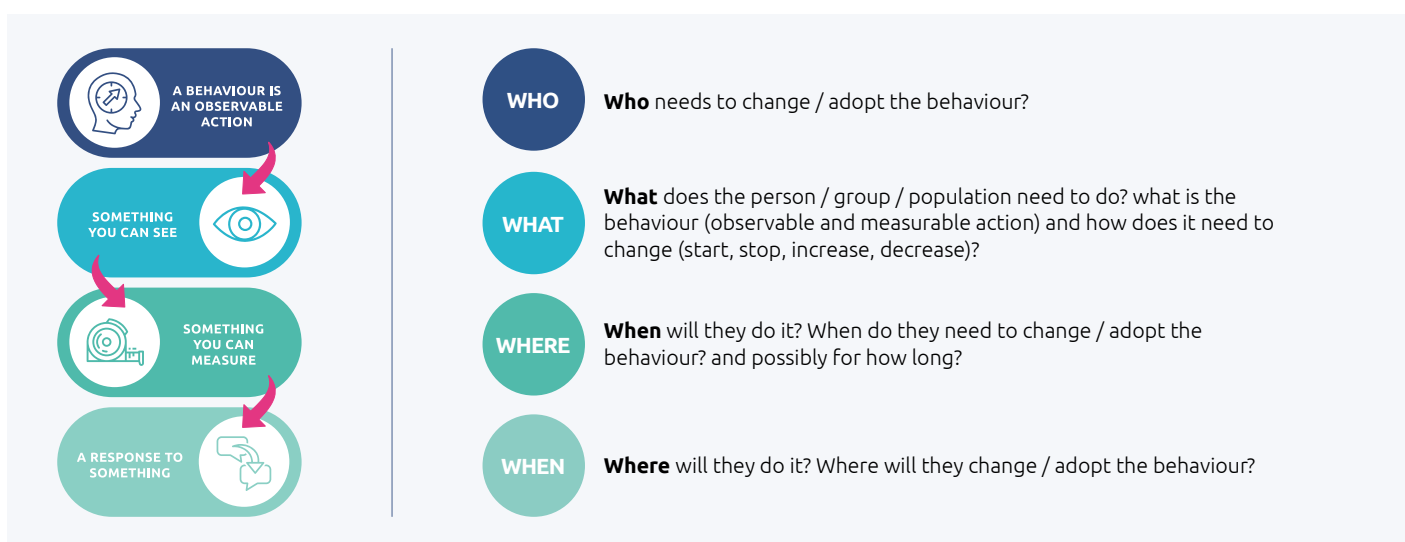 A BEHAVIOUR IS
AN OBSERVABLE
ACTION
SOMETHING
YOU CAN SEE
SOMETHING
YOU CAN
MEASURE
A RESPONSE TO
SOMETHING
WHO
Who needs to change / adopt the behaviour?
WHAT
What does the person / group / population need to do? what is the
behaviour (observable and measurable action) and how does it need to
change (start, stop, increase, decrease)?
WHERE
When will they do it? When do they need to change / adopt the
behaviour? and possibly for how long?
WHEN
Where will they do it? Where will they change / adopt the behaviour?